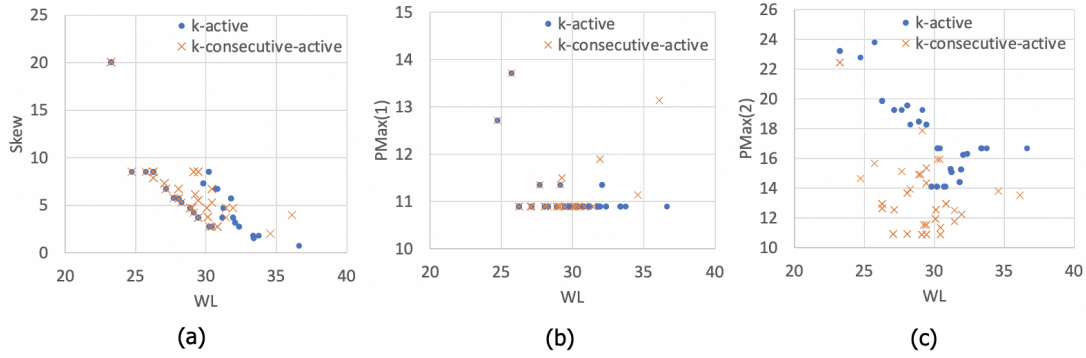 25
20
15
10
5
0
Skew
k-active
k-consecutive-active
20 25 30 35 40
WL
(a)
15
14
13
12
11
10
PMax(1)
k-active
k-consecutive-active
20 25 30 35 40
WL
(b)
26
24
22
20
18
16
14
12
10
PMax(2)
k-active
k-consecutive-active
20 25 30 35 40
WL
(c)